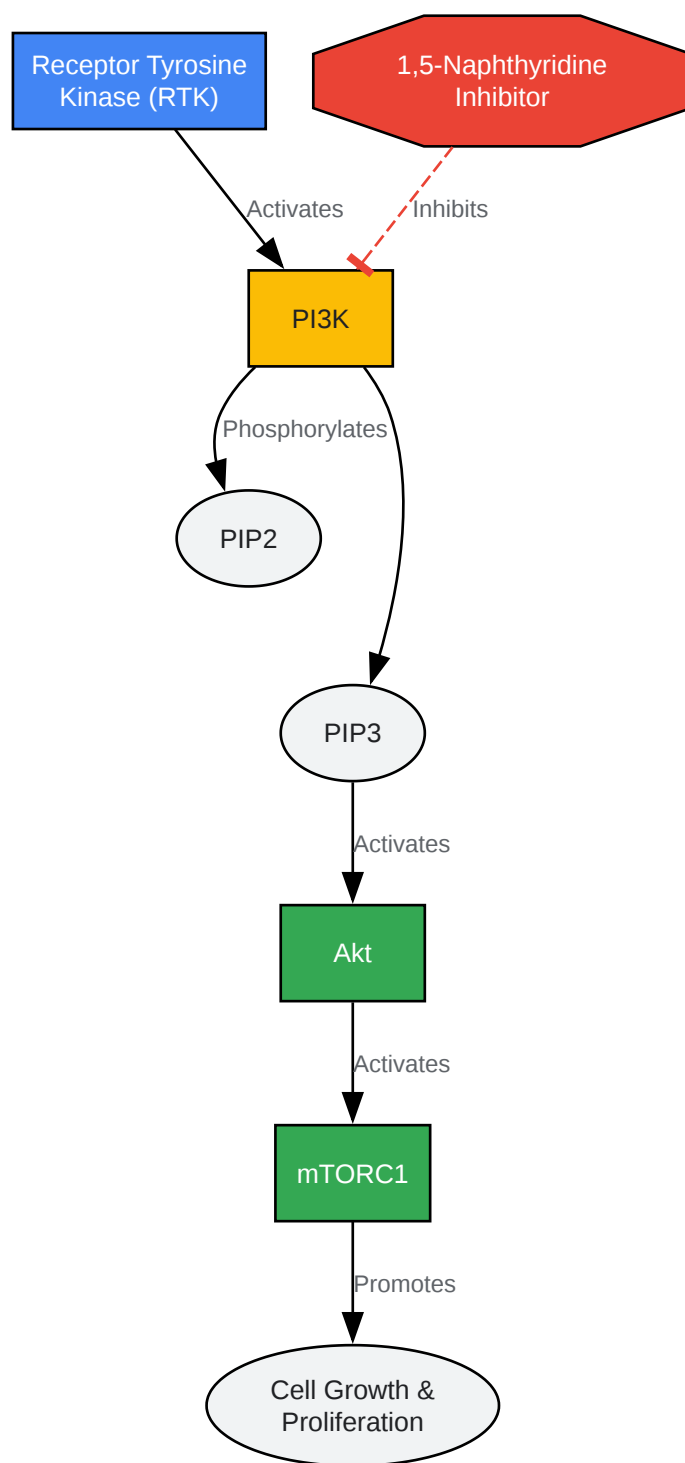 Receptor Tyrosine
Kinase (RTK)
1,5-Naphthyridine
Inhibitor
Activates
Inhibits
PI3K
Phosphorylates
PIP2
PIP3
Activates
Akt
Activates
mTORC1
Promotes
Cell Growth &
Proliferation